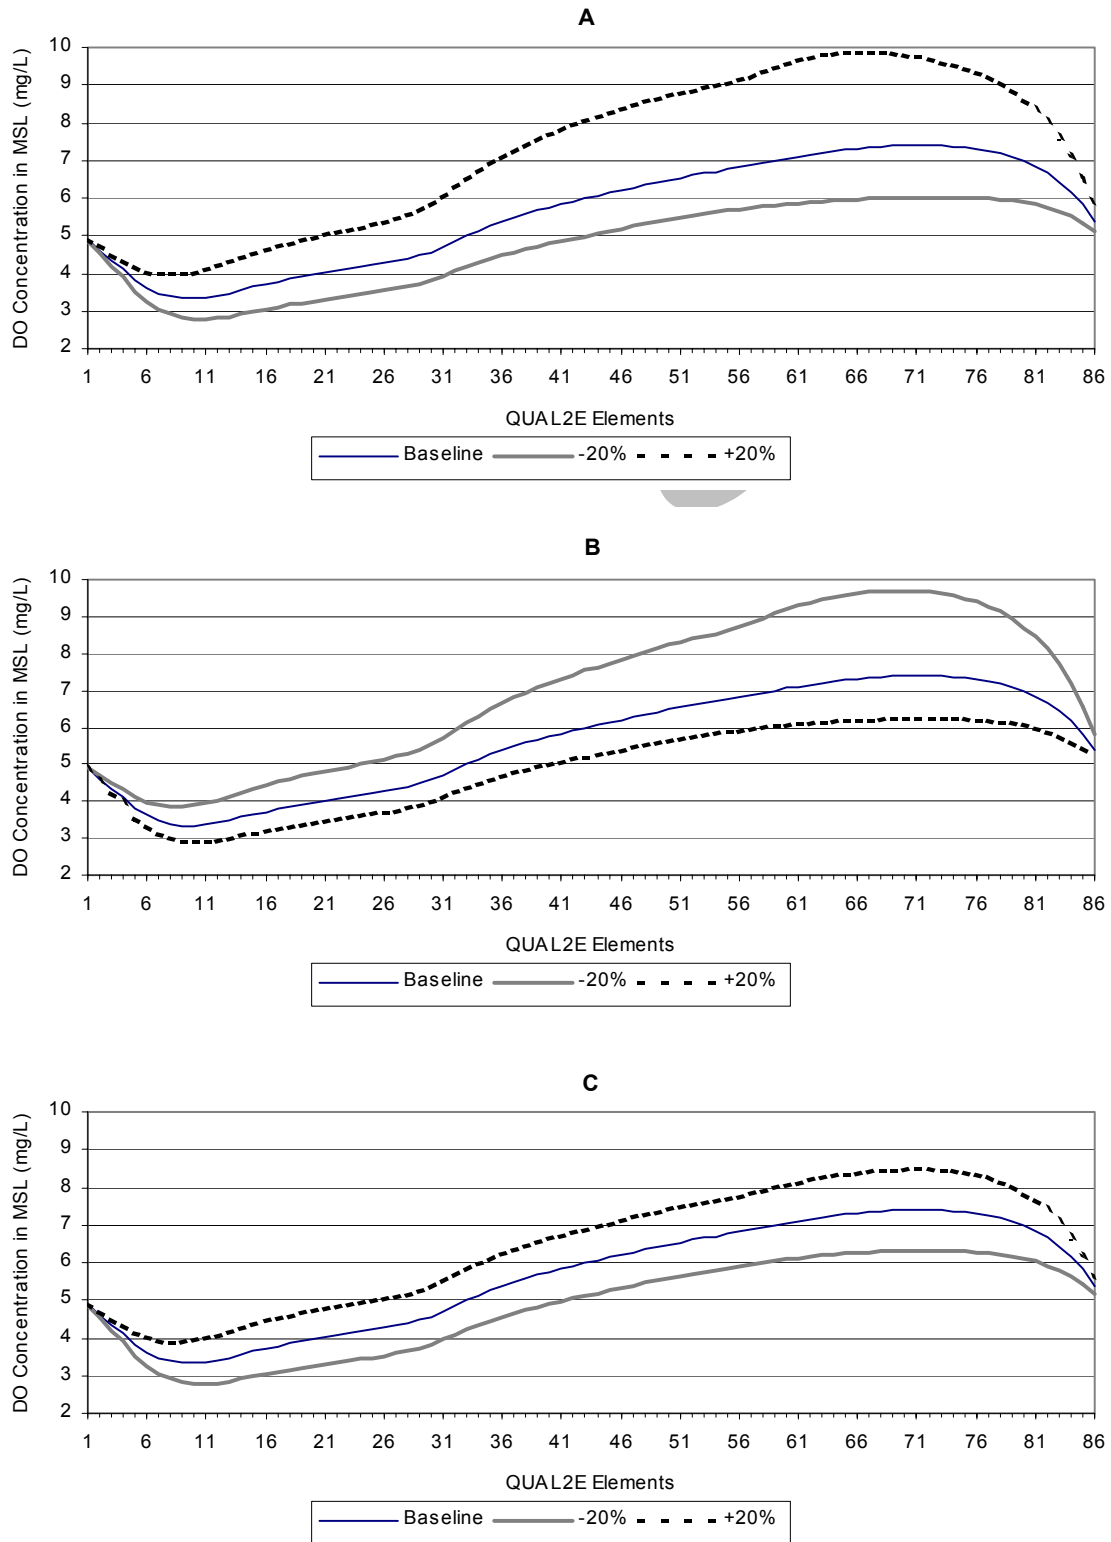 A
DO Concentration in MSL (mg/L)
10
9
8
7
6
5
4
3
2
1 6 11 16 21 26 31 36 41 46 51 56 61 66 71 76 81 86
QUAL2E Elements
Baseline -20% +20%
B
DO Concentration in MSL (mg/L)
10
9
8
7
6
5
4
3
2
1 6 11 16 21 26 31 36 41 46 51 56 61 66 71 76 81 86
QUAL2E Elements
Baseline -20% +20%
C
DO Concentration in MSL (mg/L)
10
9
8
7
6
5
4
3
2
1 6 11 16 21 26 31 36 41 46 51 56 61 66 71 76 81 86
QUAL2E Elements
Baseline -20% +20%